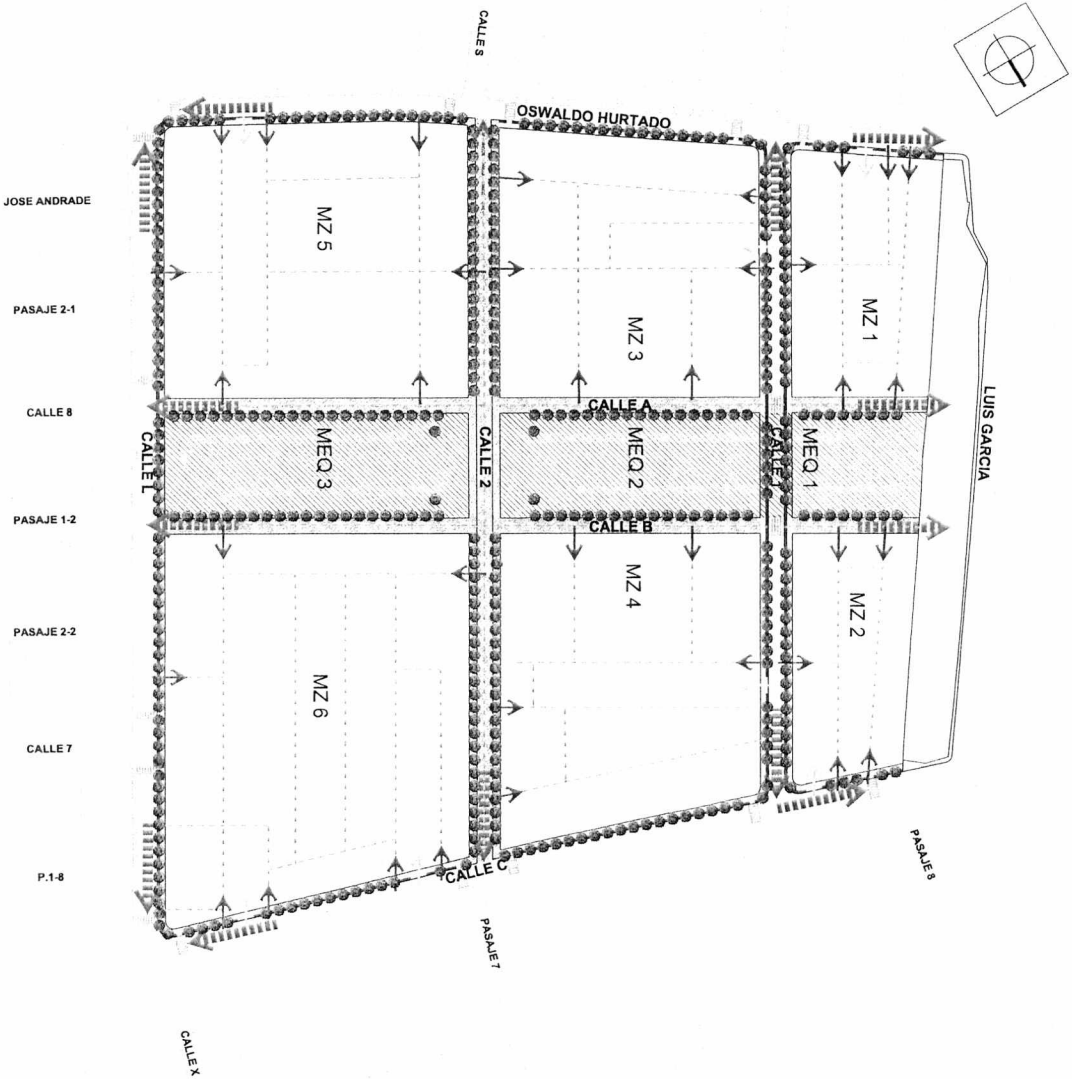 CALLE S
OSWALDO HURTADO
JOSE ANDRADE
MZ 5
MZ 3
MZ 1
PASAJE 2-1
LUIS GARCIA
CALLE 8
CALLE A
CALLE L
MEQ 3
CALLE 2
MEQ 2
CALLE 1
MEQ 1
PASAJE 1-2
CALLE B
MZ 4
MZ 2
PASAJE 2-2
MZ 6
CALLE 7
PASAJE 8
P.1-8
CALLE C
PASAJE 7
CALLE X